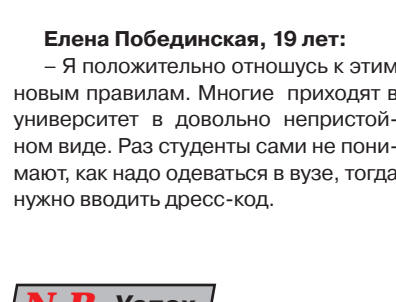 Елена Побединская, 19 лет:
– Я положительно отношусь к этим
новым правилам. Многие приходят в
университет в довольно непристой-
ном виде. Раз студенты сами не пони-
мают, как надо одеваться в вузе, тогда
нужно вводить дресс-код.
N.B.